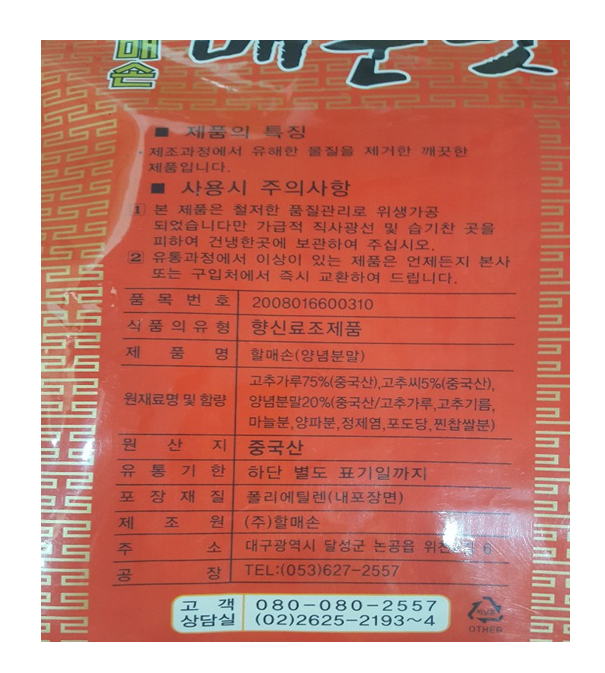 매
손
매운맛
■ 제품의 특징
제조과정에서 유해한 물질을 제거한 깨끗한
제품입니다.
■ 사용시 주의사항
1 본 제품은 철저한 품질관리로 위생가공
되었습니다만 가급적 직사광선 및 습기찬 곳을
피하여 건냉한곳에 보관하여 주십시오.
2 유통과정에서 이상이 있는 제품은 언제든지 본사
또는 구입처에서 즉시 교환하여 드립니다.
품목번호 2008016600310
식품의유형 향신료조제품
제품명 할매손(양념분말)
원재료명 및 함량 고추가루75%(중국산),고추씨5%(중국산),
양념분말20%(중국산/고추가루,고추기름,
마늘분,양파분,정제염,포도당,찐찹쌀분)
원산지 중국산
유통기한 하단 별도 표기일까지
포장재질 폴리에틸렌(내포장면)
제조원 (주)할매손
주소 대구광역시 달성군 논공읍 6
공장 TEL:(053)627-2557
고객 080-080-2557
상담실 (02)2625-2193~4
OTHER